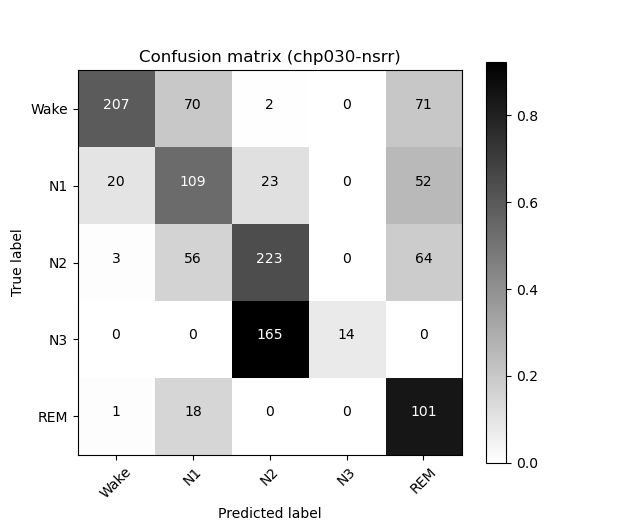 Confusion matrix (chp030-nsrr)
Wake 207 70 2 0 71
N1 20 109 23 0 52
N2 3 56 223 0 64
N3 0 0 165 14 0
REM 1 18 0 0 101
Wake N1 N2 N3 REM
Predicted label
True label
0.8
0.6
0.4
0.2
0.0